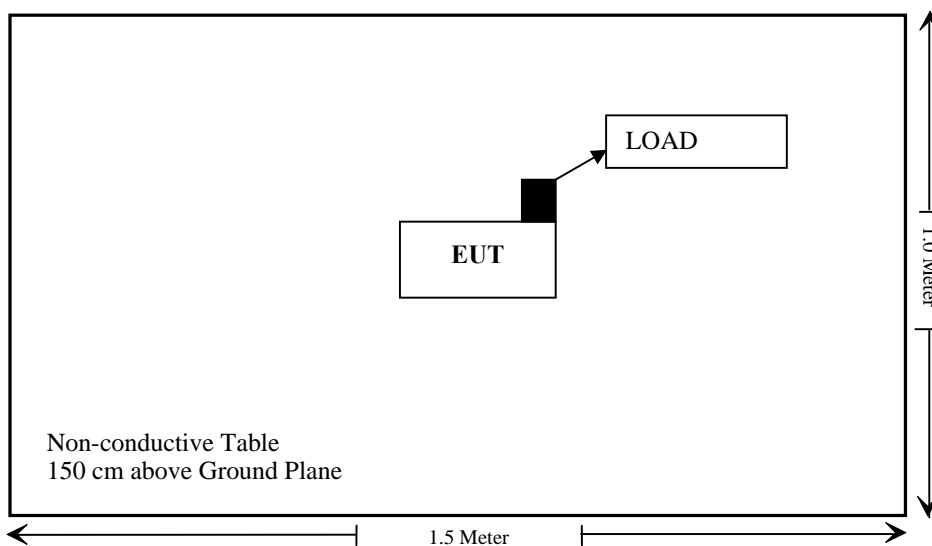 LOAD
EUT
1.0 Meter
Non-conductive Table
150 cm above Ground Plane
1.5 Meter